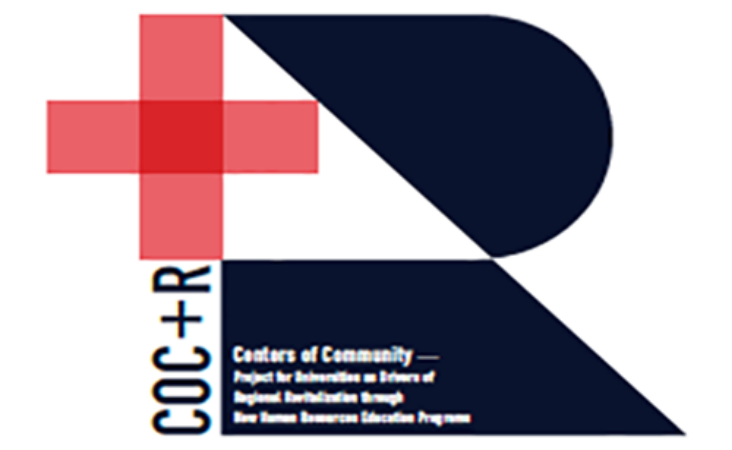 COC+R
Centers of Community —
Project for Universities as Drivers of
Regional Revitalization through
New Human Resources Education Programs